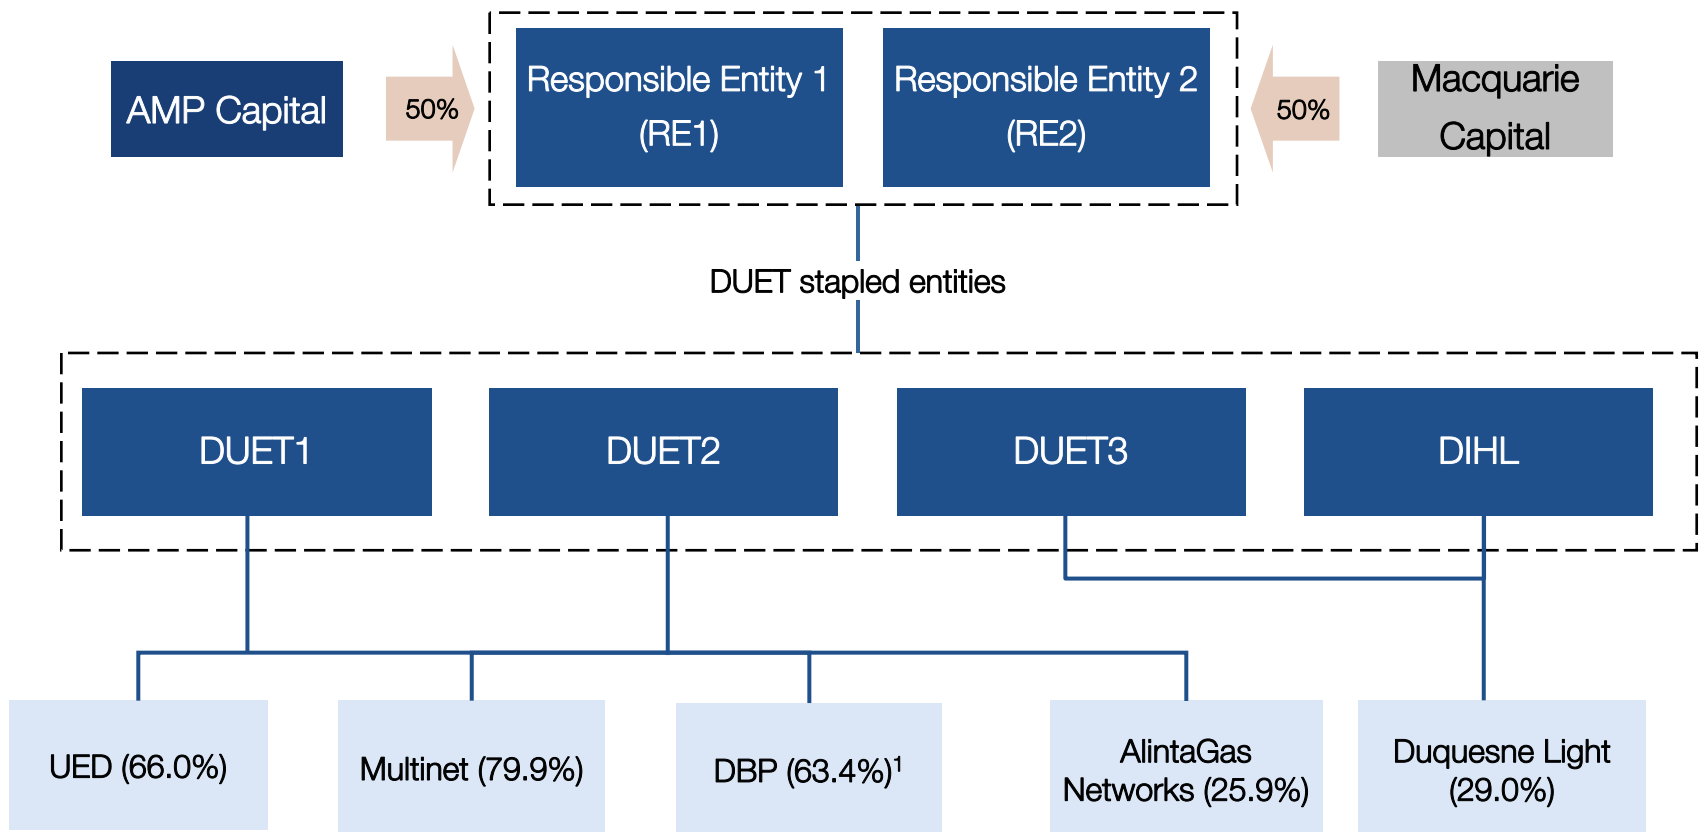 AMP Capital
50%
Responsible Entity 1
(RE1)
Responsible Entity 2
(RE2)
50%
Macquarie
Capital
DUET stapled entities
DUET1
DUET2
DUET3
DIHL
UED (66.0%)
Multinet (79.9%)
DBP (63.4%)¹
AlintaGas
Networks (25.9%)
Duquesne Light
(29.0%)